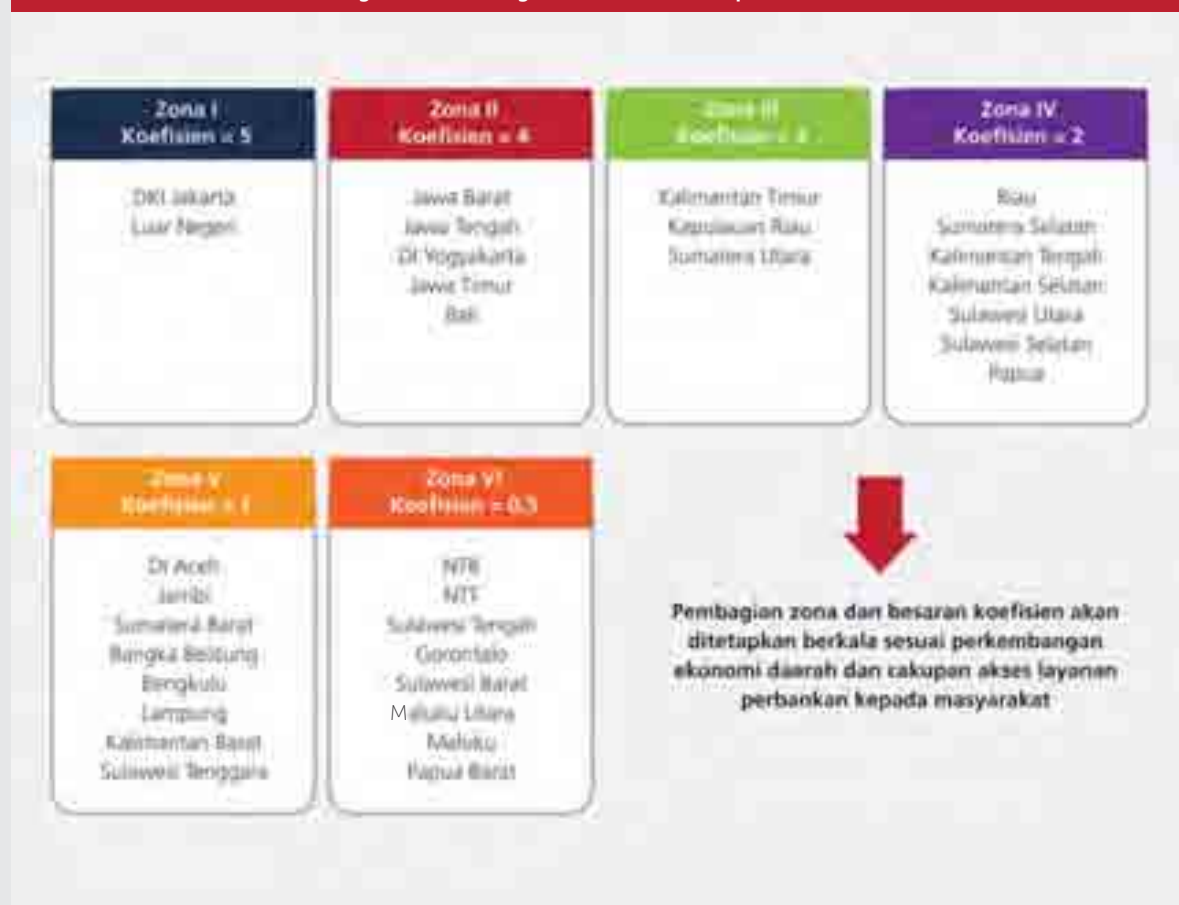 Zona I
Koefisien = 5
DKI Jakarta
Luar Negeri
Zona II
Koefisien = 4
Jawa Barat
Jawa Tengah
DI Yogyakarta
Jawa Timur
Bali
Zona III
Koefisien =
Kalimantan Timur
Kepulauan Riau
Sumatera Utara
Zona IV
Koefisien = 2
Riau
Sumatera Selatan
Kalimantan Tengah
Kalimantan Selatan
Sulawesi Utara
Sulawesi Selatan
Papua
Zona V
Koefisien = 1
DI Aceh
Jambi
Sumatera Barat
Bangka Belitung
Bengkulu
Lampung
Kalimantan Barat
Sulawesi Tenggara
Zona VI
Koefisien = 0,5
NTB
NTT
Sulawesi Tengah
Gorontalo
Sulawesi Barat
Maluku Utara
Maluku
Papua Barat
Pembagian zona dan besaran koefisien akan
ditetapkan berkala sesuai perkembangan
ekonomi daerah dan cakupan akses layanan
perbankan kepada masyarakat